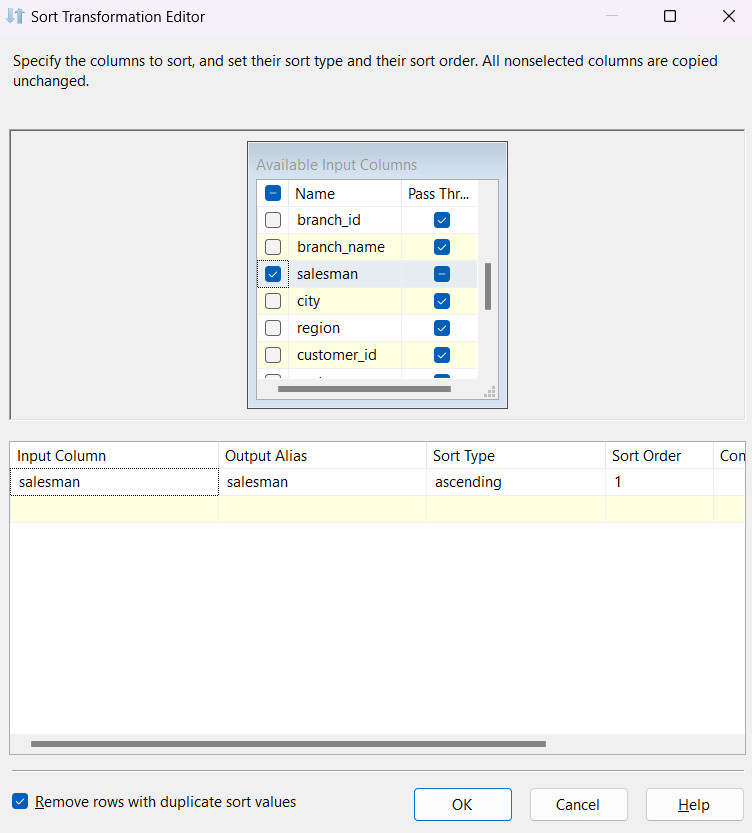 Sort Transformation Editor
Specify the columns to sort, and set their sort type and their sort order. All nonselected columns are copied
unchanged.
Available Input Columns
Name Pass Thr...
branch_id
branch_name
salesman
city
region
customer_id
Input Column Output Alias Sort Type Sort Order Com
salesman salesman ascending 1
Remove rows with duplicate sort values
OK Cancel Help